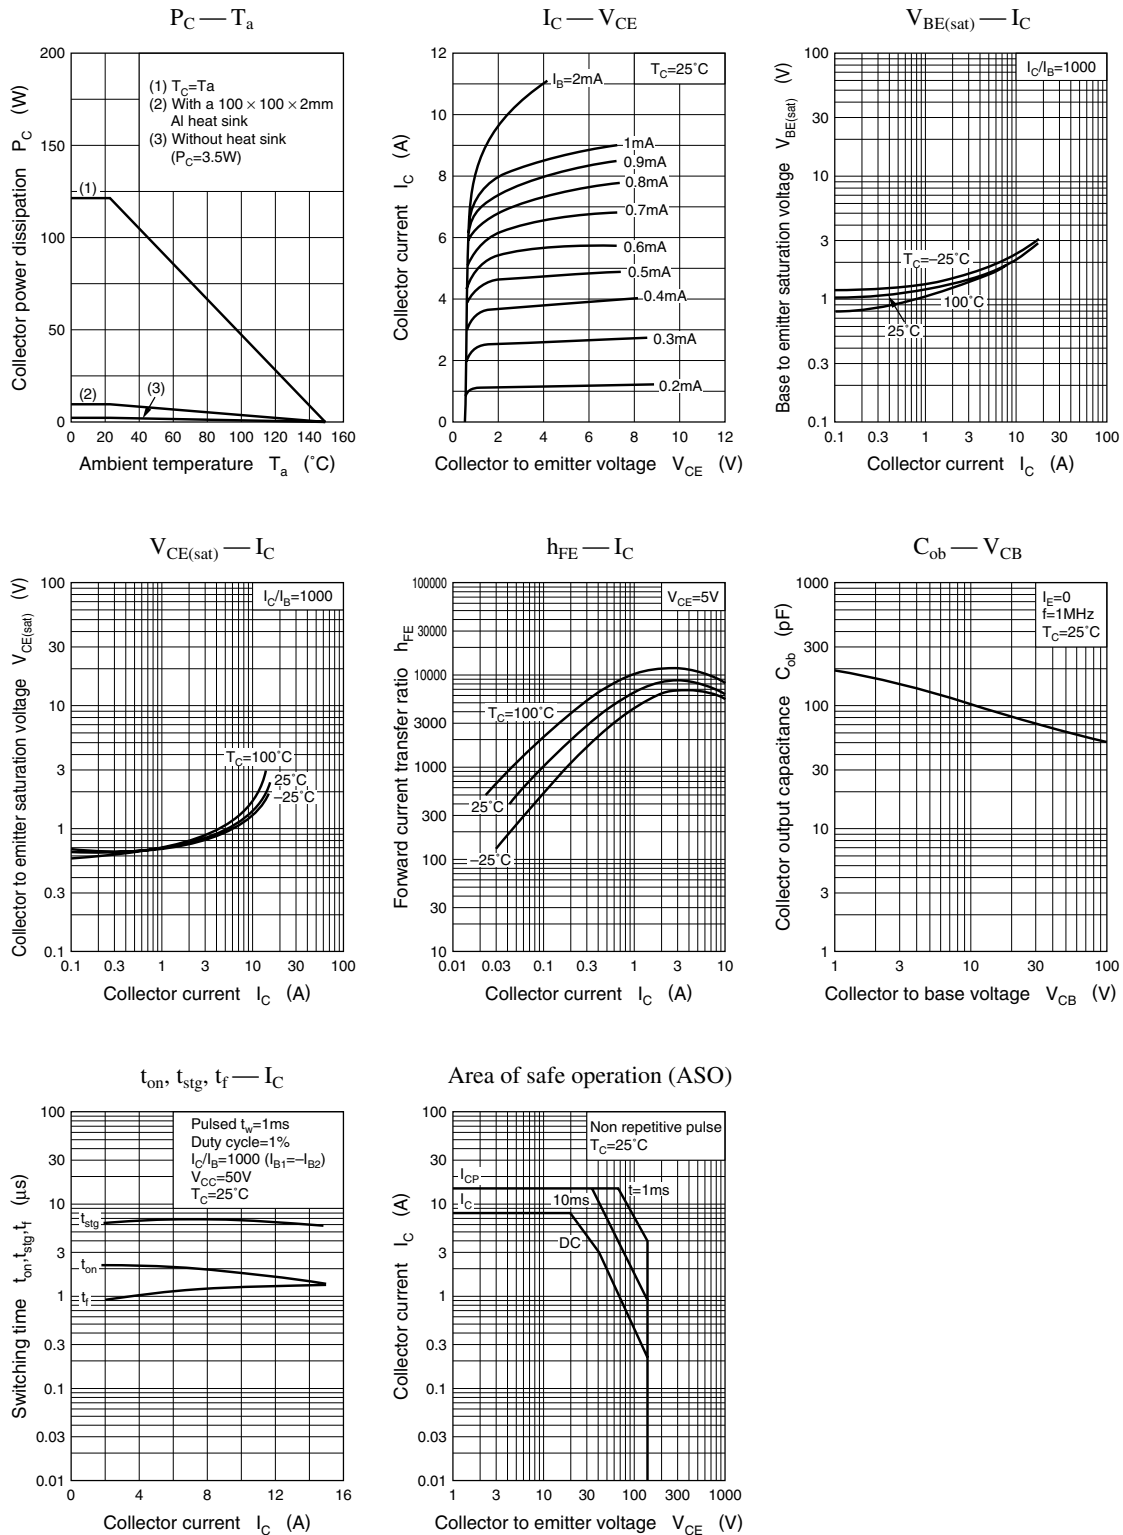 P_C — T_a
200
150
100
50
0
0 20 40 60 80 100 120 140 160
Collector power dissipation P_C (W)
Ambient temperature T_a (˚C)
(1) T_C=Ta
(2) With a 100 × 100 × 2mm
Al heat sink
(3) Without heat sink
(P_C=3.5W)
(1)
(2)
(3)
I_C — V_CE
12
10
8
6
4
2
0
0 2 4 6 8 10 12
Collector current I_C (A)
Collector to emitter voltage V_CE (V)
T_C=25˚C
I_B=2mA
1mA
0.9mA
0.8mA
0.7mA
0.6mA
0.5mA
0.4mA
0.3mA
0.2mA
V_BE(sat) — I_C
100
30
10
3
1
0.3
0.1
0.1 0.3 1 3 10 30 100
Base to emitter saturation voltage V_BE(sat) (V)
Collector current I_C (A)
I_C/I_B=1000
T_C=–25˚C
100˚C
25˚C
V_CE(sat) — I_C
100
30
10
3
1
0.3
0.1
0.1 0.3 1 3 10 30 100
Collector to emitter saturation voltage V_CE(sat) (V)
Collector current I_C (A)
I_C/I_B=1000
T_C=100˚C
25˚C
–25˚C
h_FE — I_C
100000
30000
10000
3000
1000
300
100
30
10
0.01 0.03 0.1 0.3 1 3 10
Forward current transfer ratio h_FE
Collector current I_C (A)
V_CE=5V
T_C=100˚C
25˚C
–25˚C
C_ob — V_CB
1000
300
100
30
10
3
1
1 3 10 30 100
Collector output capacitance C_ob (pF)
Collector to base voltage V_CB (V)
I_E=0
f=1MHz
T_C=25˚C
t_on, t_stg, t_f — I_C
100
30
10
3
1
0.3
0.1
0.03
0.01
0 4 8 12 16
Switching time t_on,t_stg,t_f (µs)
Collector current I_C (A)
Pulsed t_w=1ms
Duty cycle=1%
I_C/I_B=1000 (I_B1=–I_B2)
V_CC=50V
T_C=25˚C
t_stg
t_on
t_f
Area of safe operation (ASO)
100
30
10
3
1
0.3
0.1
0.03
0.01
1 3 10 30 100 300 1000
Collector current I_C (A)
Collector to emitter voltage V_CE (V)
Non repetitive pulse
T_C=25˚C
I_CP
I_C
10ms
t=1ms
DC